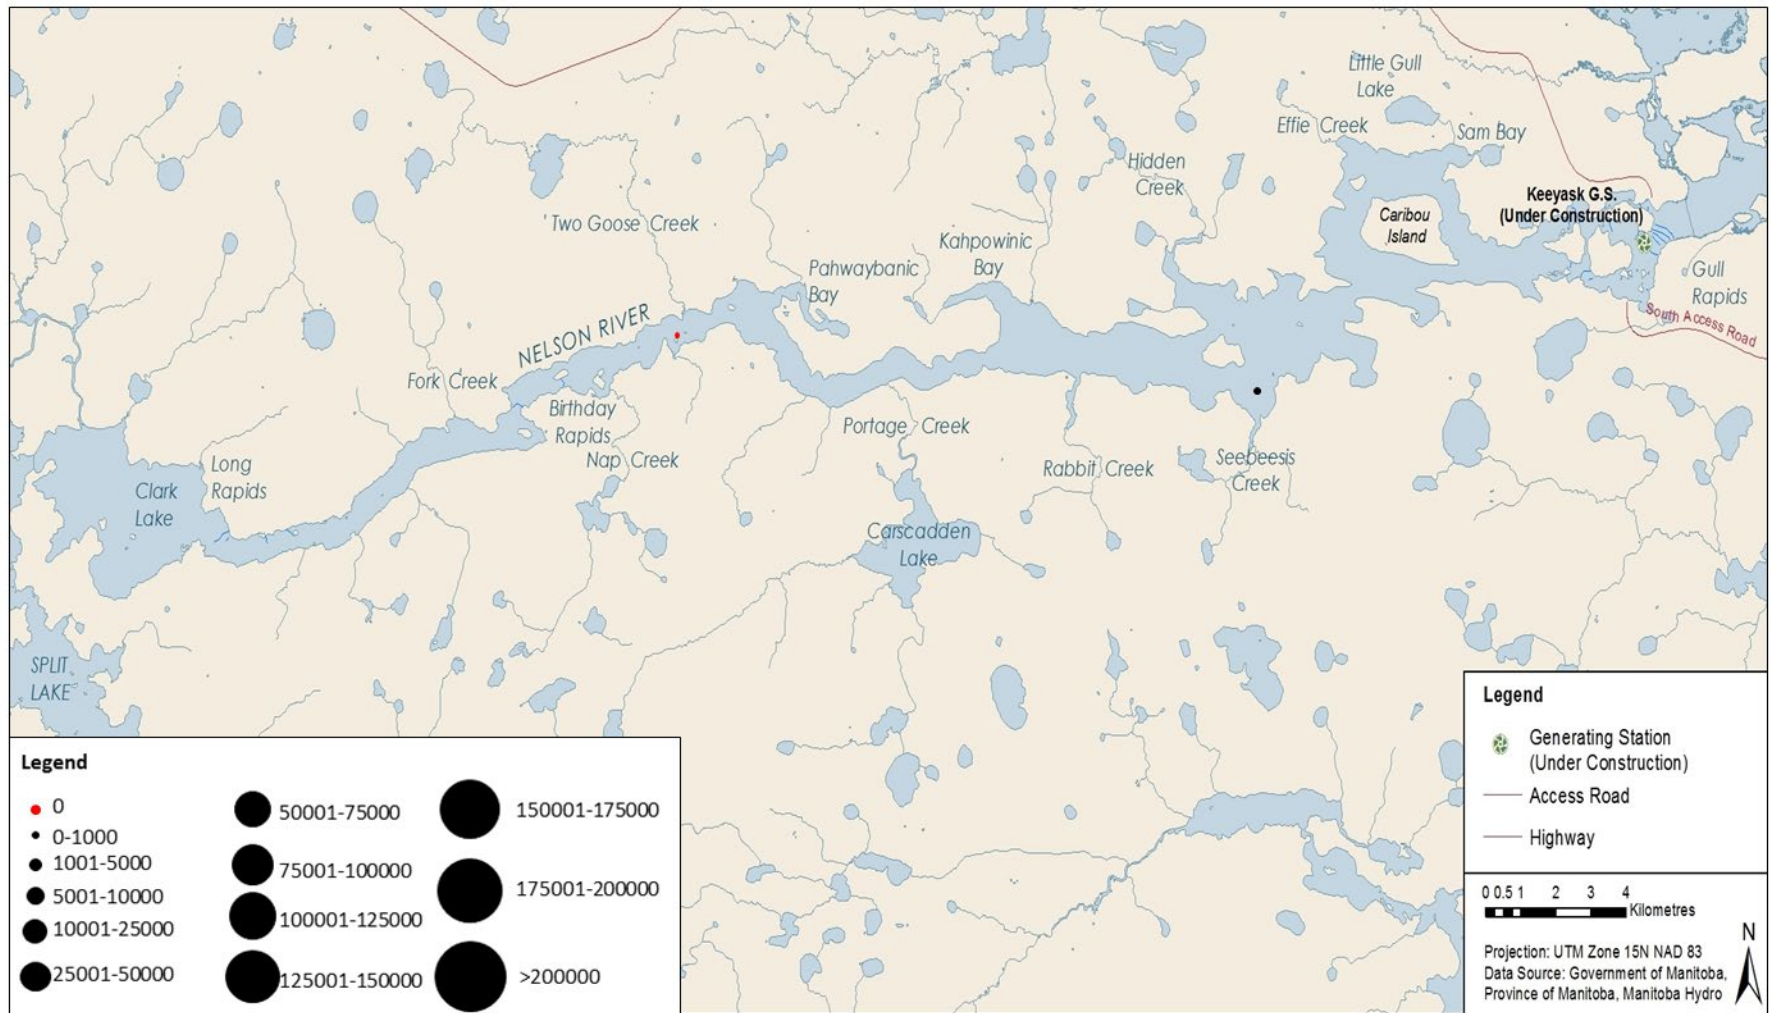 Little Gull
Lake
Effie Creek
Sam Bay
Hidden
Creek
Keeyask G.S.
(Under Construction)
Caribou
Island
Two Goose Creek
Kahpowinic
Bay
Pahwaybanic
Bay
Gull
Rapids
South Access Road
NELSON RIVER
Fork Creek
Birthday
Rapids
Portage Creek
Nap Creek
Long
Rapids
Rabbit Creek
Seebeesis
Creek
Clark
Lake
Carscadden
Lake
SPLIT
LAKE
Legend
0
0-1000
1001-5000
5001-10000
10001-25000
25001-50000
50001-75000
75001-100000
100001-125000
125001-150000
150001-175000
175001-200000
>200000
Legend
Generating Station
(Under Construction)
Access Road
Highway
0 0.5 1 2 3 4
Kilometres
N
Projection: UTM Zone 15N NAD 83
Data Source: Government of Manitoba,
Province of Manitoba, Manitoba Hydro